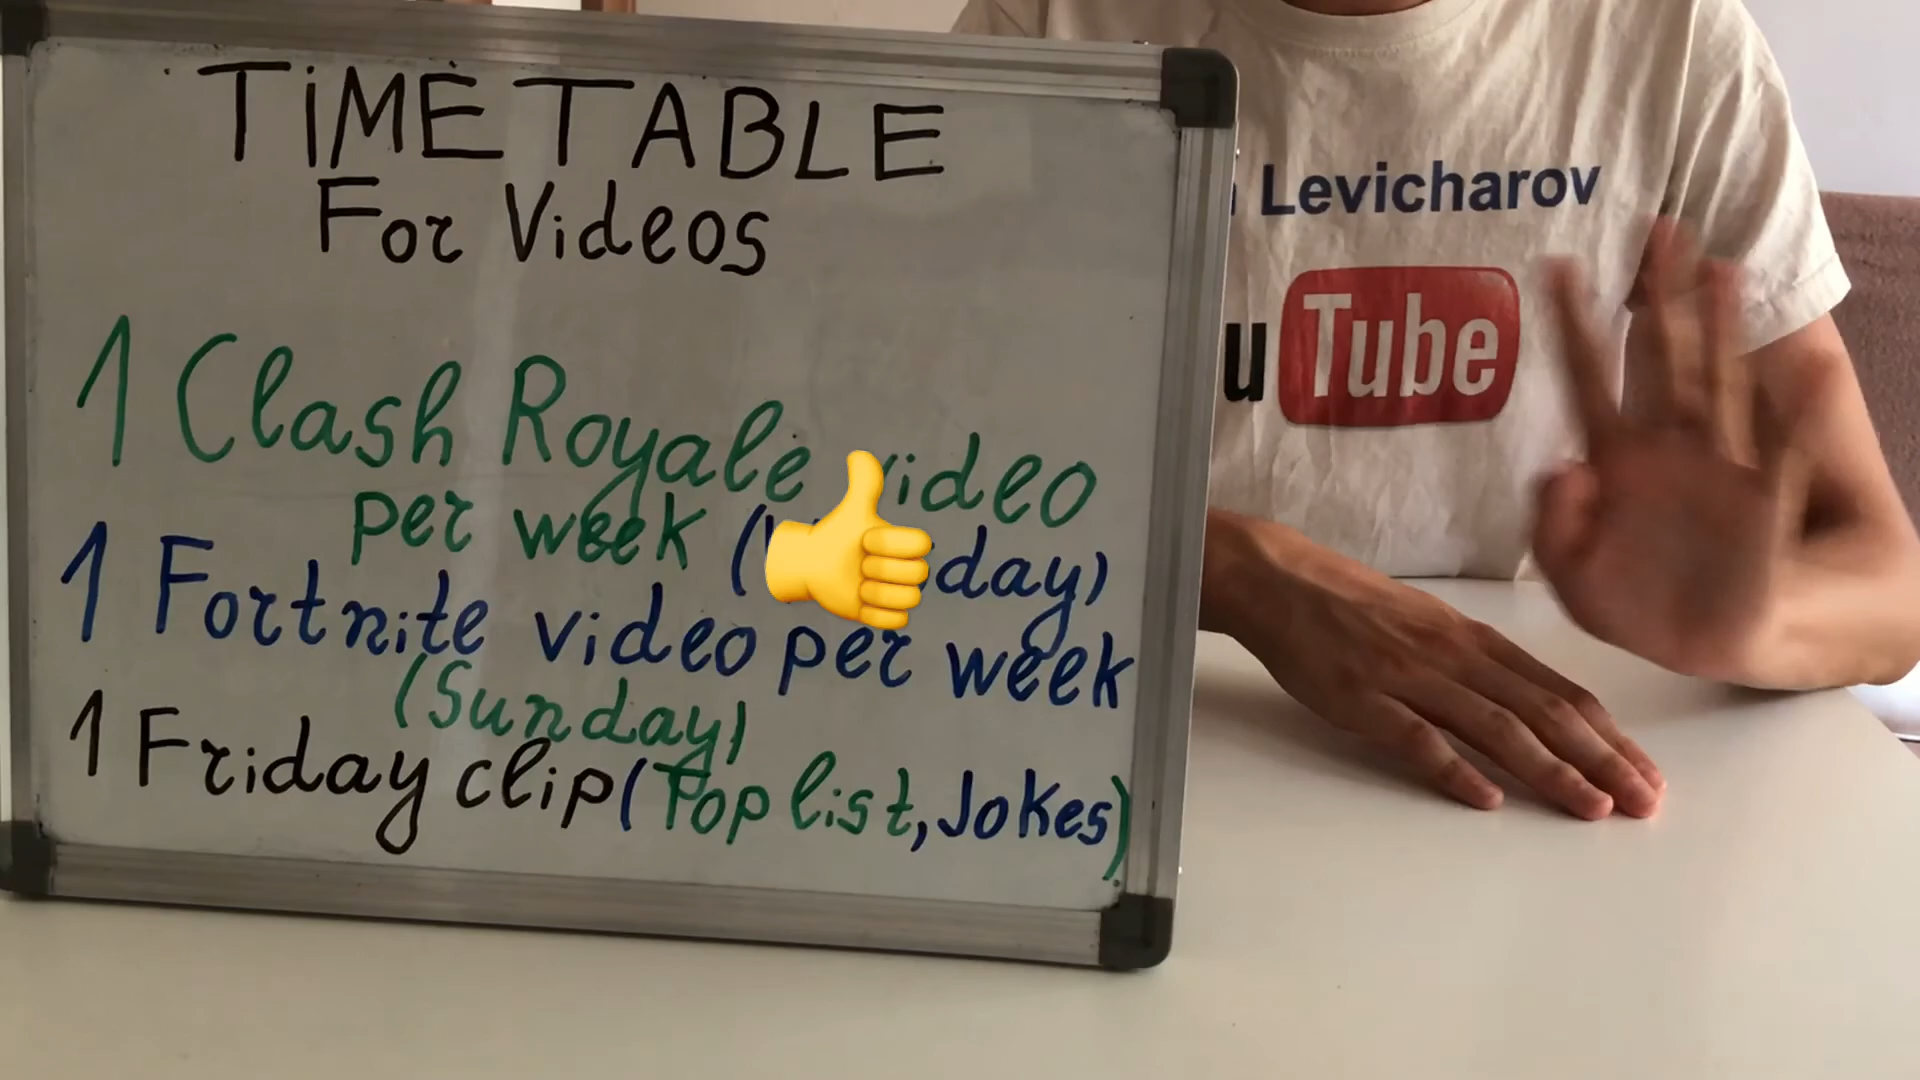 TIMETABLE
For Videos
1 Clash Royale video
per week (day)
1 Fortnite video per week
(Sunday)
1 Friday clip (Top list, Jokes)
Levicharov
u Tube